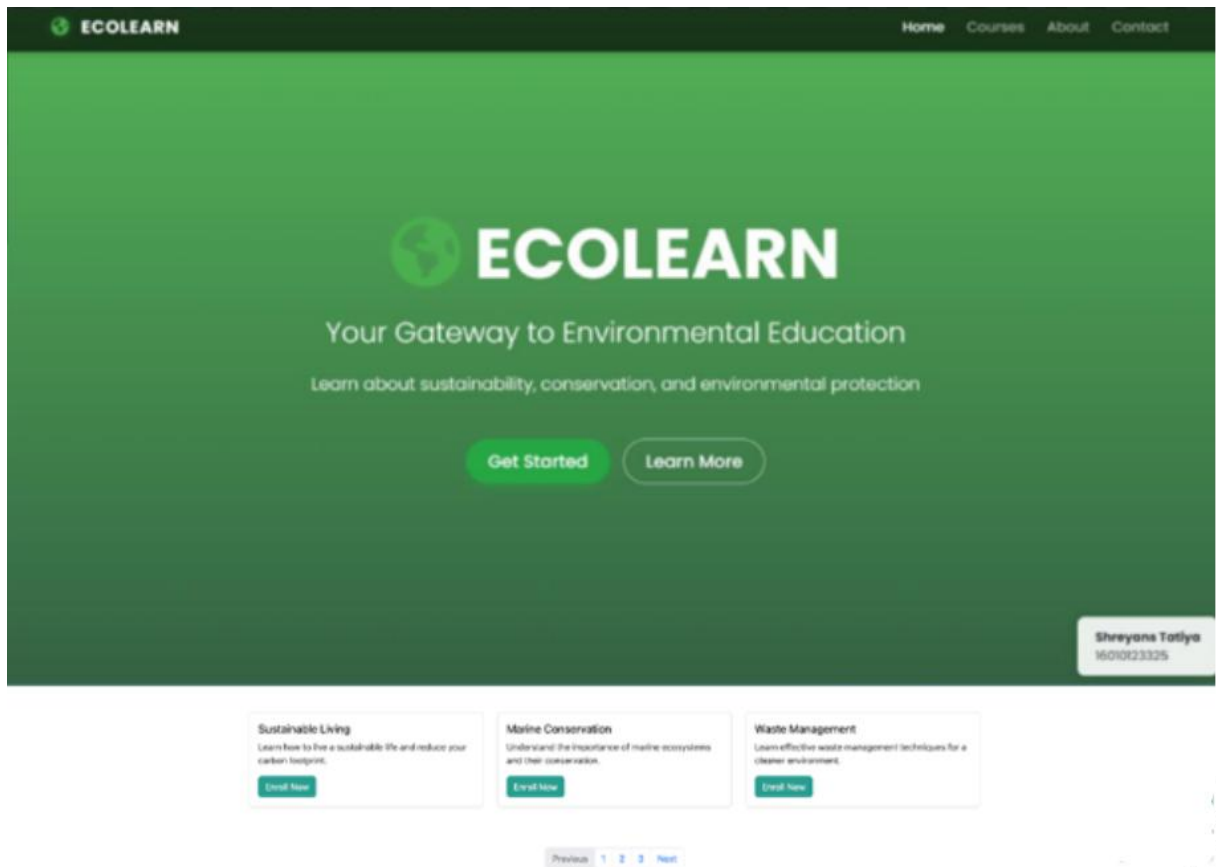 ECOLEARN
Home Courses About Contact
ECOLEARN
Your Gateway to Environmental Education
Learn about sustainability, conservation, and environmental protection
Get Started Learn More
Shreyans Tatiya
16010123325
Sustainable Living
Learn how to live a sustainable life and reduce your
carbon footprint.
Enroll Now
Marine Conservation
Understand the importance of marine ecosystems
and their conservation.
Enroll Now
Waste Management
Learn effective waste management techniques for a
cleaner environment.
Enroll Now
Previous 1 2 3 Next